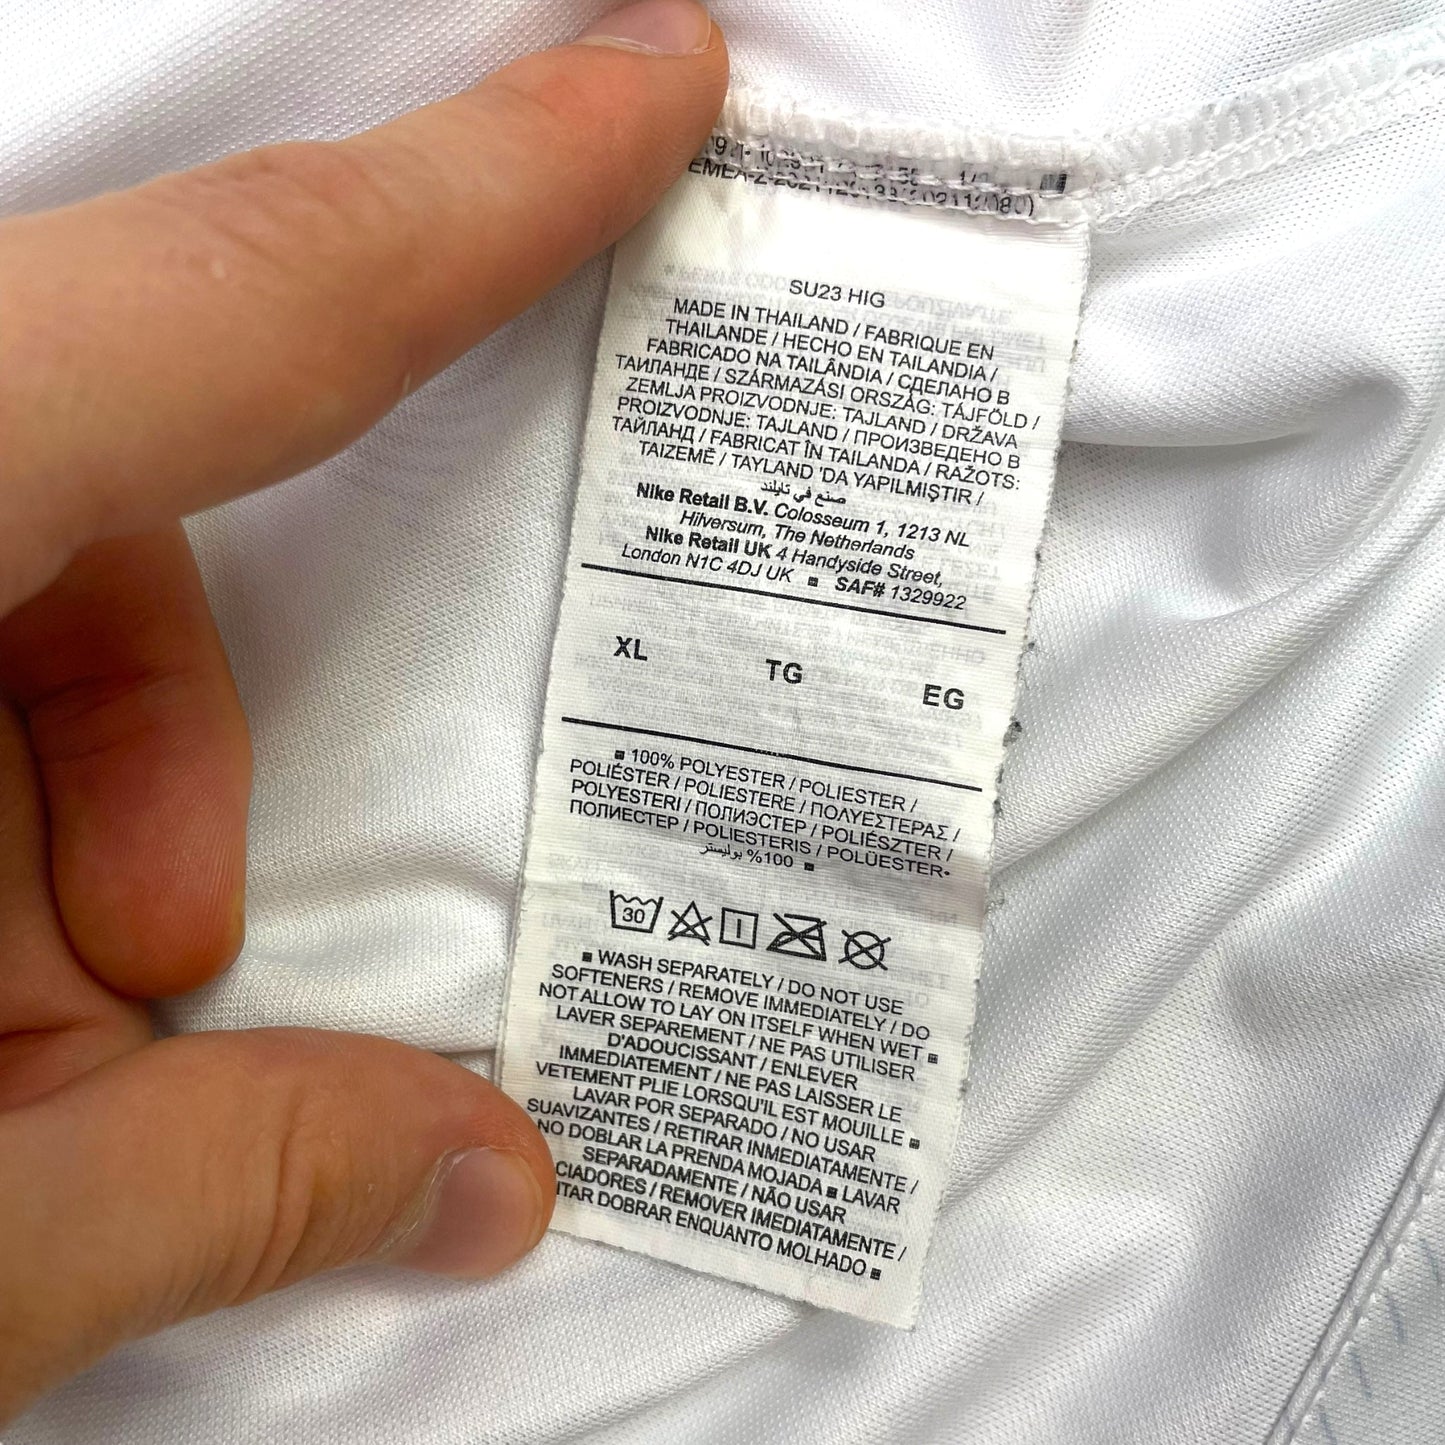 SU23 HIG
MADE IN THAILAND / FABRIQUE EN
THAILANDE / HECHO EN TAILANDIA /
FABRICADO NA TAILÂNDIA / СДЕЛАНО В
ТАИЛАНДЕ / SZÁRMAZÁSI ORSZÁG: TÁJFÖLD /
ZEMLJA PROIZVODNJE: TAJLAND / DRŽAVA
PROIZVODNJE: TAJLAND / ПРОИЗВЕДЕНО В
ТАЙЛАНД / FABRICAT ÎN TAILANDA / RAŽOTS:
TAIZEMĒ / TAYLAND 'DA YAPILMIŞTIR /
صنع في تايلند
Nike Retail B.V. Colosseum 1, 1213 NL
Hilversum, The Netherlands
Nike Retail UK 4 Handyside Street,
London N1C 4DJ UK ▪ SAF# 1329922
XL TG EG
▪ 100% POLYESTER / POLIESTER /
POLIÉSTER / POLIESTERE / ΠΟΛΥΕΣΤΕΡΑΣ /
POLYESTERI / ПОЛИЭСТЕР / POLIÉSZTER /
ПОЛИЕСТЕР / POLIESTERIS / POLÜESTER•
100% بوليستر ▪
30
▪ WASH SEPARATELY / DO NOT USE
SOFTENERS / REMOVE IMMEDIATELY / DO
NOT ALLOW TO LAY ON ITSELF WHEN WET ▪
LAVER SEPAREMENT / NE PAS UTILISER
D'ADOUCISSANT / ENLEVER
IMMEDIATEMENT / NE PAS LAISSER LE
VETEMENT PLIE LORSQU'IL EST MOUILLE ▪
LAVAR POR SEPARADO / NO USAR
SUAVIZANTES / RETIRAR INMEDIATAMENTE /
NO DOBLAR LA PRENDA MOJADA ▪ LAVAR
SEPARADAMENTE / NÃO USAR
CIADORES / REMOVER IMEDIATAMENTE /
ITAR DOBRAR ENQUANTO MOLHADO ▪